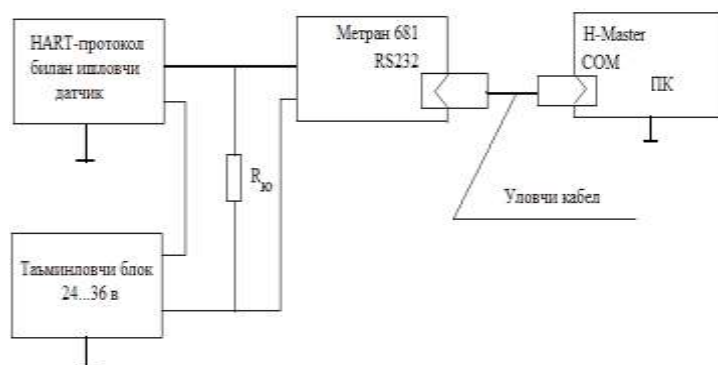 HART-протокол
билан ишловчи
датчик
Метран 681
RS232
H-Master
COM
ПК
Rю
Уловчи кабел
Таъминловчи блок
24...36 в